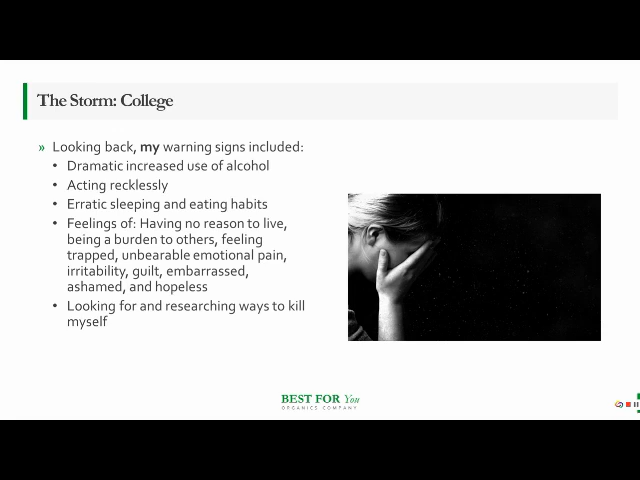 The Storm: College
» Looking back, my warning signs included:
• Dramatic increased use of alcohol
• Acting recklessly
• Erratic sleeping and eating habits
• Feelings of: Having no reason to live,
being a burden to others, feeling
trapped, unbearable emotional pain,
irritability, guilt, embarrassed,
ashamed, and hopeless
• Looking for and researching ways to kill
myself
BEST FOR You
ORGANICS COMPANY